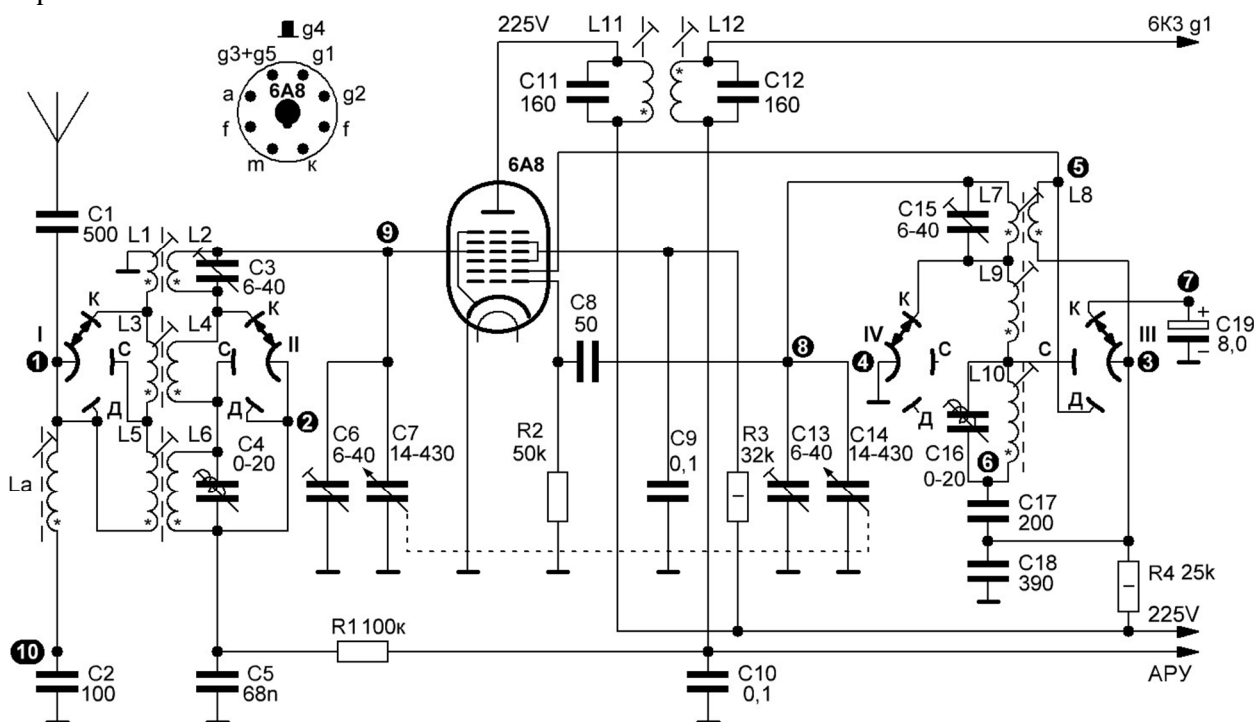 g4
g3+g5
g1
6A8
a
g2
f
f
m
к
225V
L11
L12
6К3 g1
C11
160
C12
160
6A8
5
C1
500
L1
L2
9
C3
6-40
C15
6-40
L7
L8
L9
К
К
7
I
L3
L4
II
C8
50
К
IV
К
III
+
C19
8,0
−
1
С
С
8
4
С
L10
С
3
Д
L5
L6
Д
2
Д
Д
La
C4
0-20
C6
6-40
C7
14-430
R2
50k
C9
0,1
R3
32k
C13
6-40
C14
14-430
C16
0-20
6
C17
200
C18
390
R4 25k
R1100к
225V
10
C2
100
C5
68n
C10
0,1
АРУ